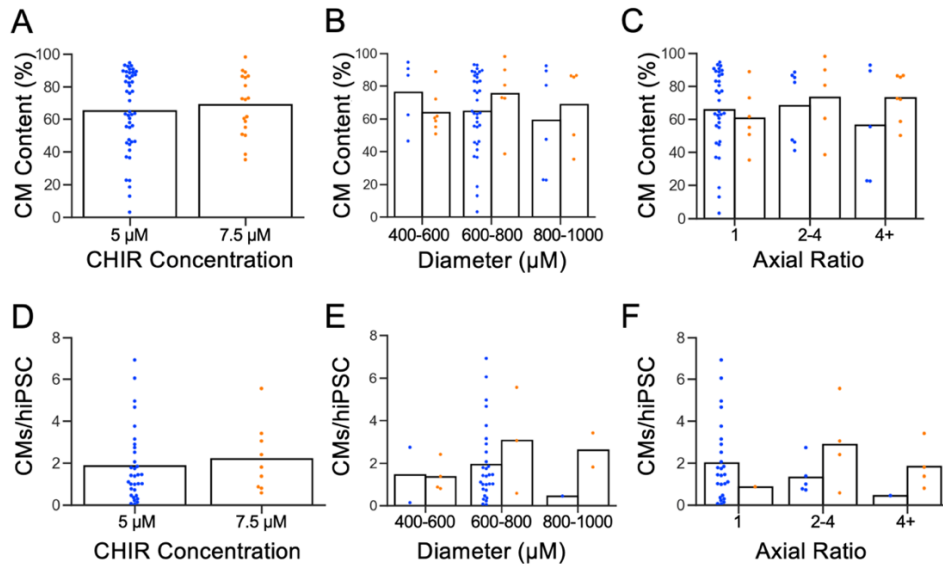 A
CM Content (%)
100
80
60
40
20
0
5 µM
7.5 µM
CHIR Concentration
B
CM Content (%)
100
80
60
40
20
0
400-600
600-800
800-1000
Diameter (µM)
C
CM Content (%)
100
80
60
40
20
0
1
2-4
4+
Axial Ratio
D
CMs/hiPSC
8
6
4
2
0
5 µM
7.5 µM
CHIR Concentration
E
CMs/hiPSC
8
6
4
2
0
400-600
600-800
800-1000
Diameter (µM)
F
CMs/hiPSC
8
6
4
2
0
1
2-4
4+
Axial Ratio